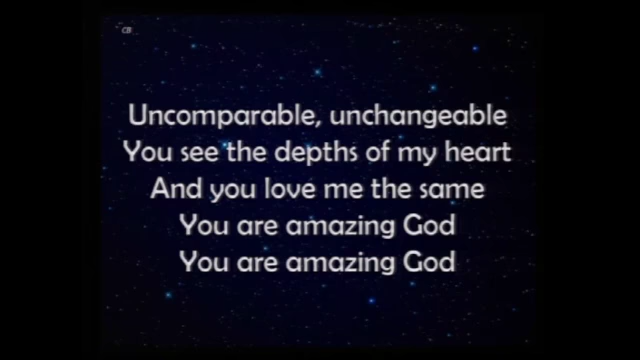 CB
Uncomparable, unchangeable
You see the depths of my heart
And you love me the same
You are amazing God
You are amazing God